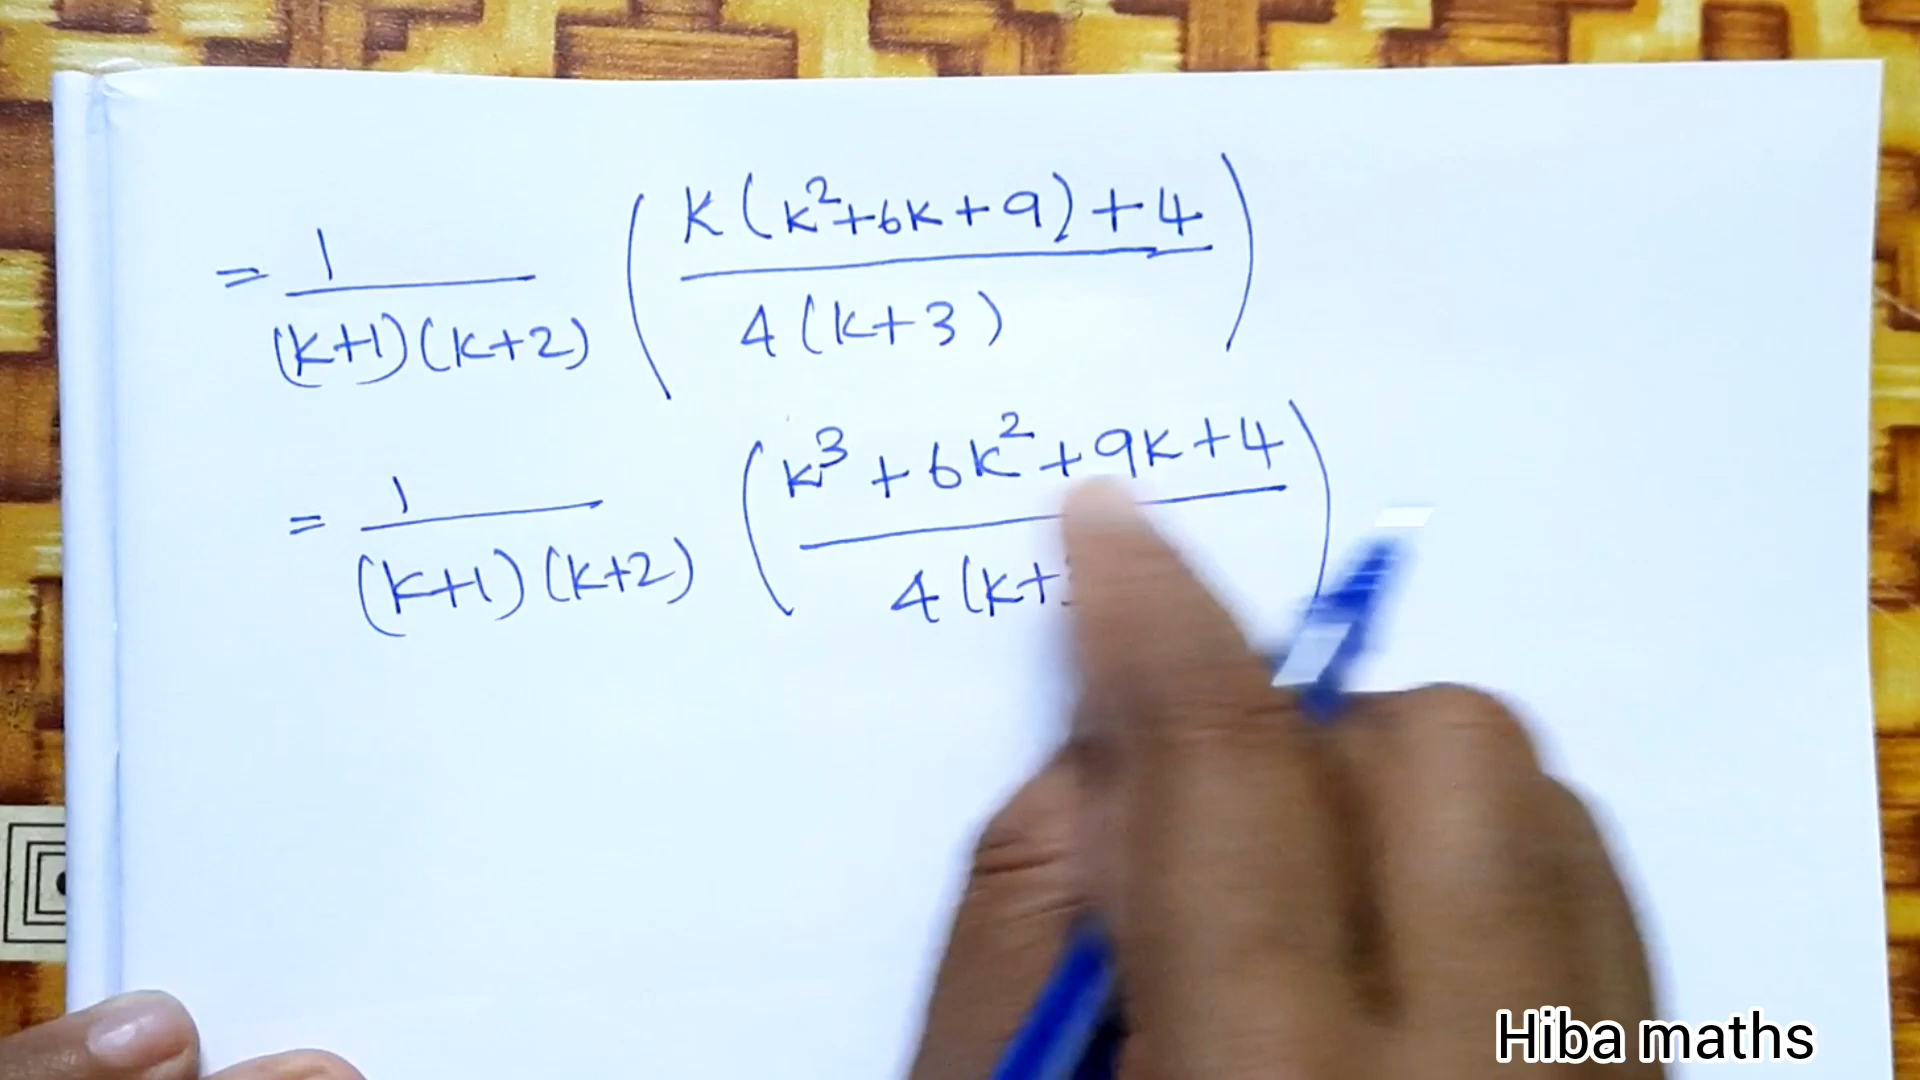 = 1/((k+1)(k+2)) ( (k(k²+6k+9)+4)/(4(k+3)) )
= 1/((k+1)(k+2)) ( (k³+6k²+9k+4)/(4(k+
Hiba maths